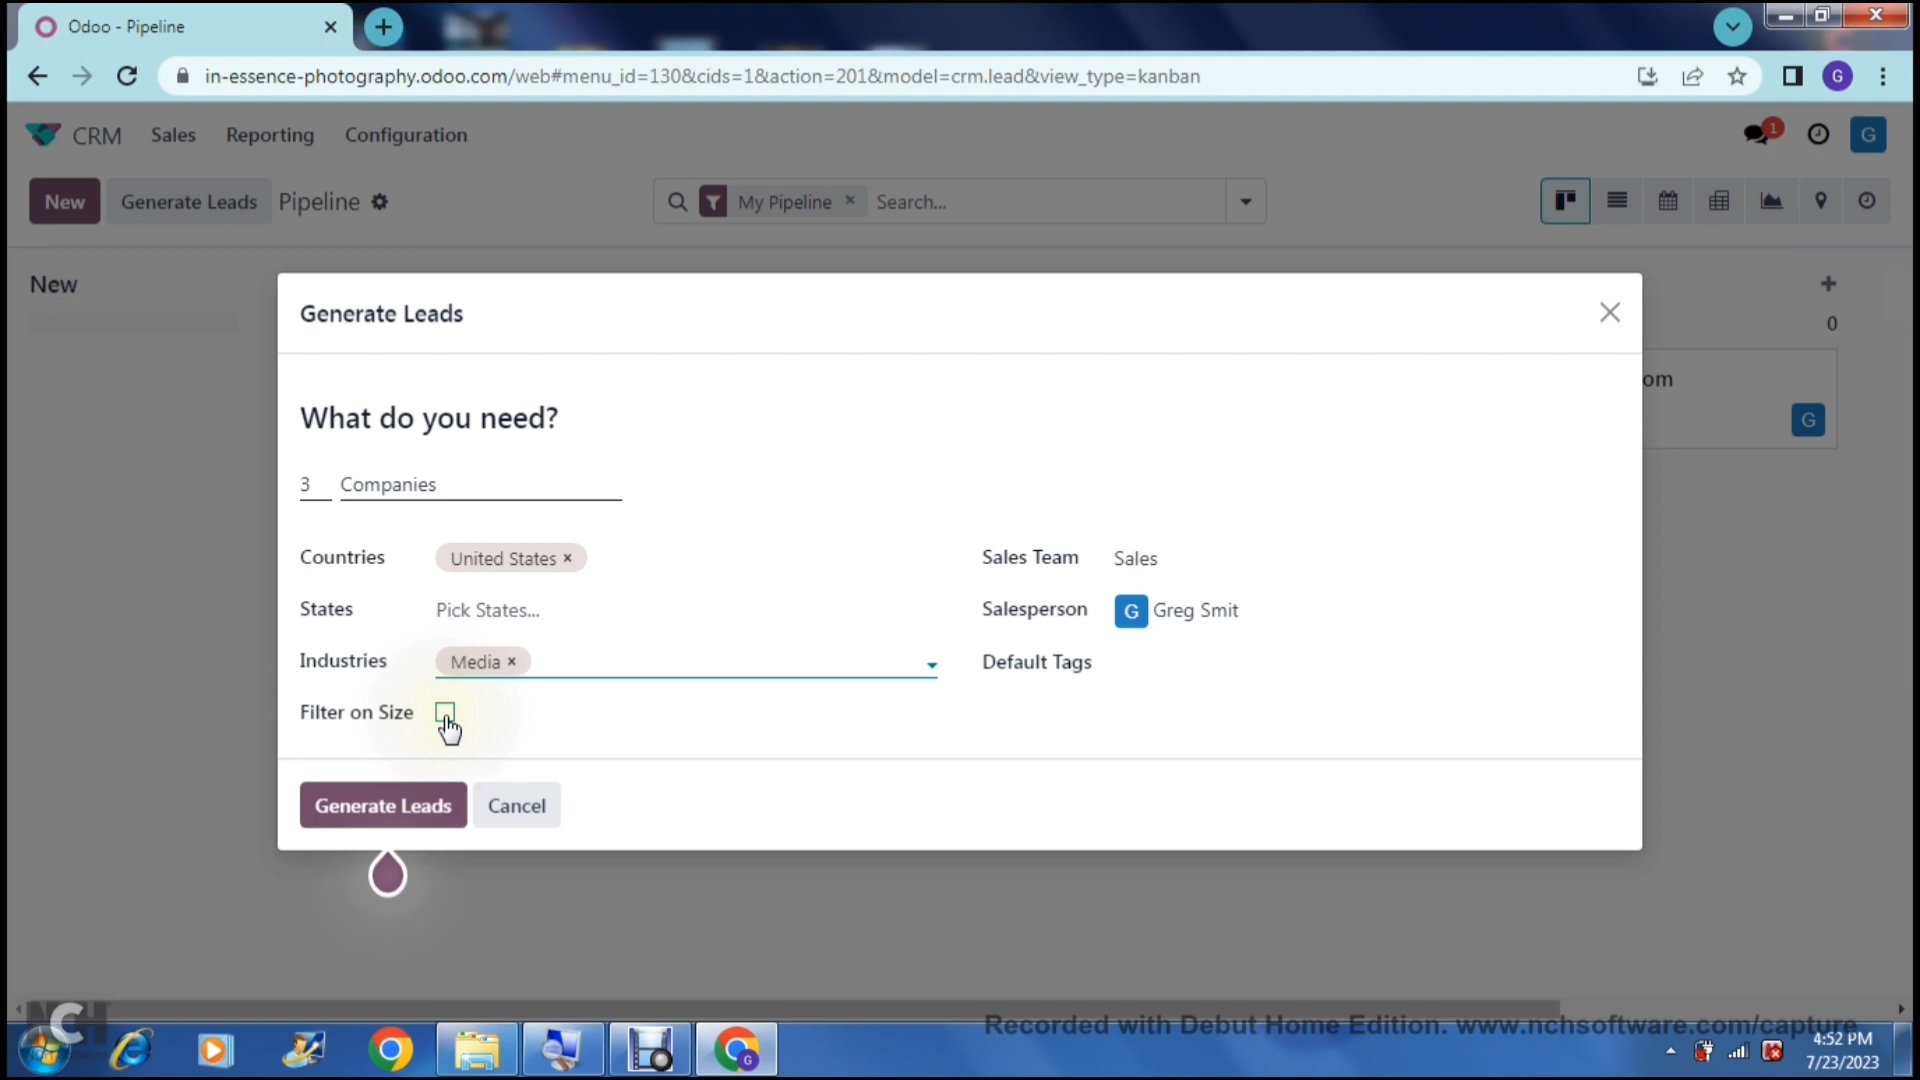 Odoo - Pipeline
in-essence-photography.odoo.com/web#menu_id=130&cids=1&action=201&model=crm.lead&view_type=kanban
G
CRM Sales Reporting Configuration
1
G
New Generate Leads Pipeline
My Pipeline × Search...
New
0
om
G
Generate Leads
What do you need?
3 Companies
Countries United States ×
States Pick States...
Industries Media ×
Filter on Size
Sales Team Sales
Salesperson G Greg Smit
Default Tags
Generate Leads Cancel
NCH
Recorded with Debut Home Edition. www.nchsoftware.com/capture
G
4:52 PM
7/23/2023